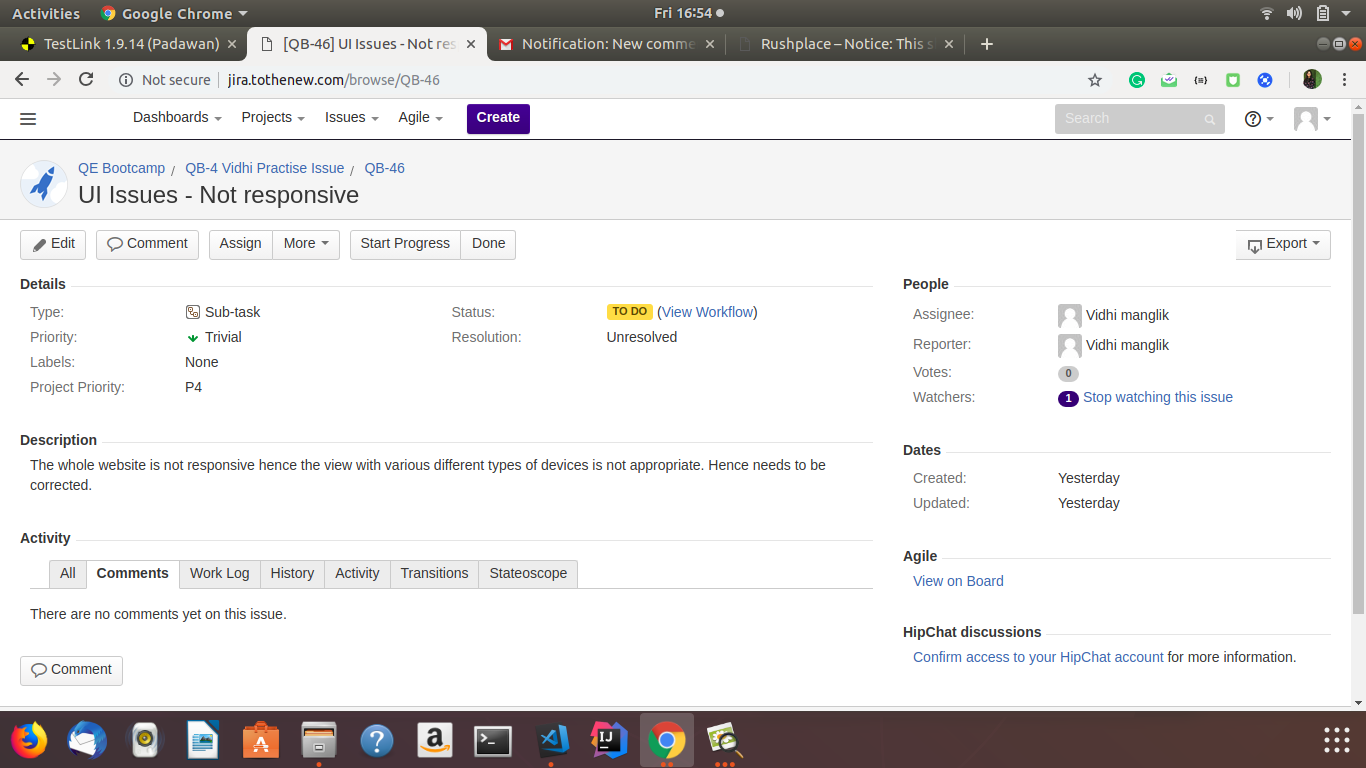 Activities Google Chrome Fri 16:54
TestLink 1.9.14 (Padawan) [QB-46] UI Issues - Not res Notification: New comme Rushplace – Notice: This s
Not secure jira.tothenew.com/browse/QB-46
Dashboards Projects Issues Agile Create Search
QE Bootcamp / QB-4 Vidhi Practise Issue / QB-46
UI Issues - Not responsive
Edit Comment Assign More Start Progress Done Export
Details
Type: Sub-task Status: TO DO (View Workflow)
Priority: Trivial Resolution: Unresolved
Labels: None
Project Priority: P4
People
Assignee: Vidhi manglik
Reporter: Vidhi manglik
Votes: 0
Watchers: 1 Stop watching this issue
Description
The whole website is not responsive hence the view with various different types of devices is not appropriate. Hence needs to be
corrected.
Dates
Created: Yesterday
Updated: Yesterday
Activity
All Comments Work Log History Activity Transitions Stateoscope
There are no comments yet on this issue.
Comment
Agile
View on Board
HipChat discussions
Confirm access to your HipChat account for more information.